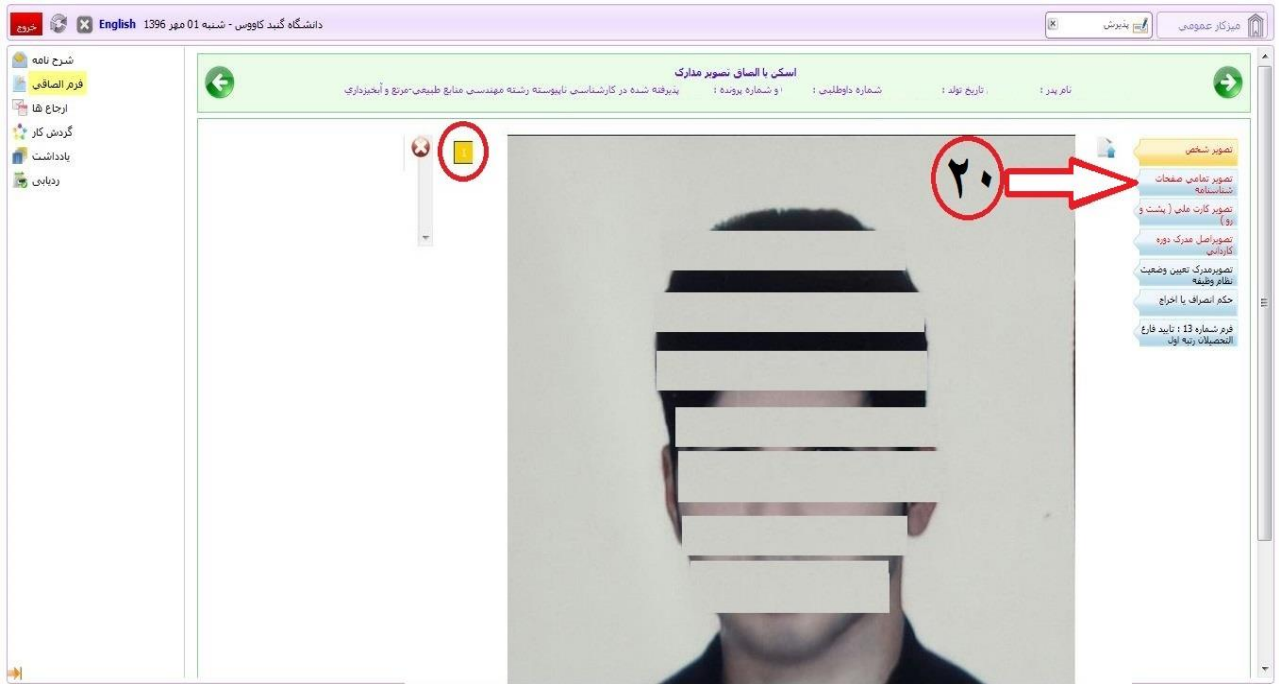 میزکار عمومی
پذیرش
دانشگاه گنبد کاووس - شنبه 01 مهر 1396 English
خروج
شرح نامه
فرم الصاقی
ارجاع ها
گردش کار
یادداشت
ردیابی
اسکن یا الصاق تصویر مدارک
نام پدر : . تاریخ تولد : شماره داوطلبی : و شماره پرونده : پذیرفته شده در کارشناسی ناپیوسته رشته مهندسی منابع طبیعی-مرتع و آبخیزداری
تصویر شخص
تصویر تمامی صفحات
شناسنامه
تصویر کارت ملی ( پشت و
رو )
تصویراصل مدرک دوره
کاردانی
تصویرمدرک تعیین وضعیت
نظام وظیفه
حکم انصراف یا اخراج
فرم شماره 13 : تایید فارغ
التحصیلان رتبه اول
۲۰
1